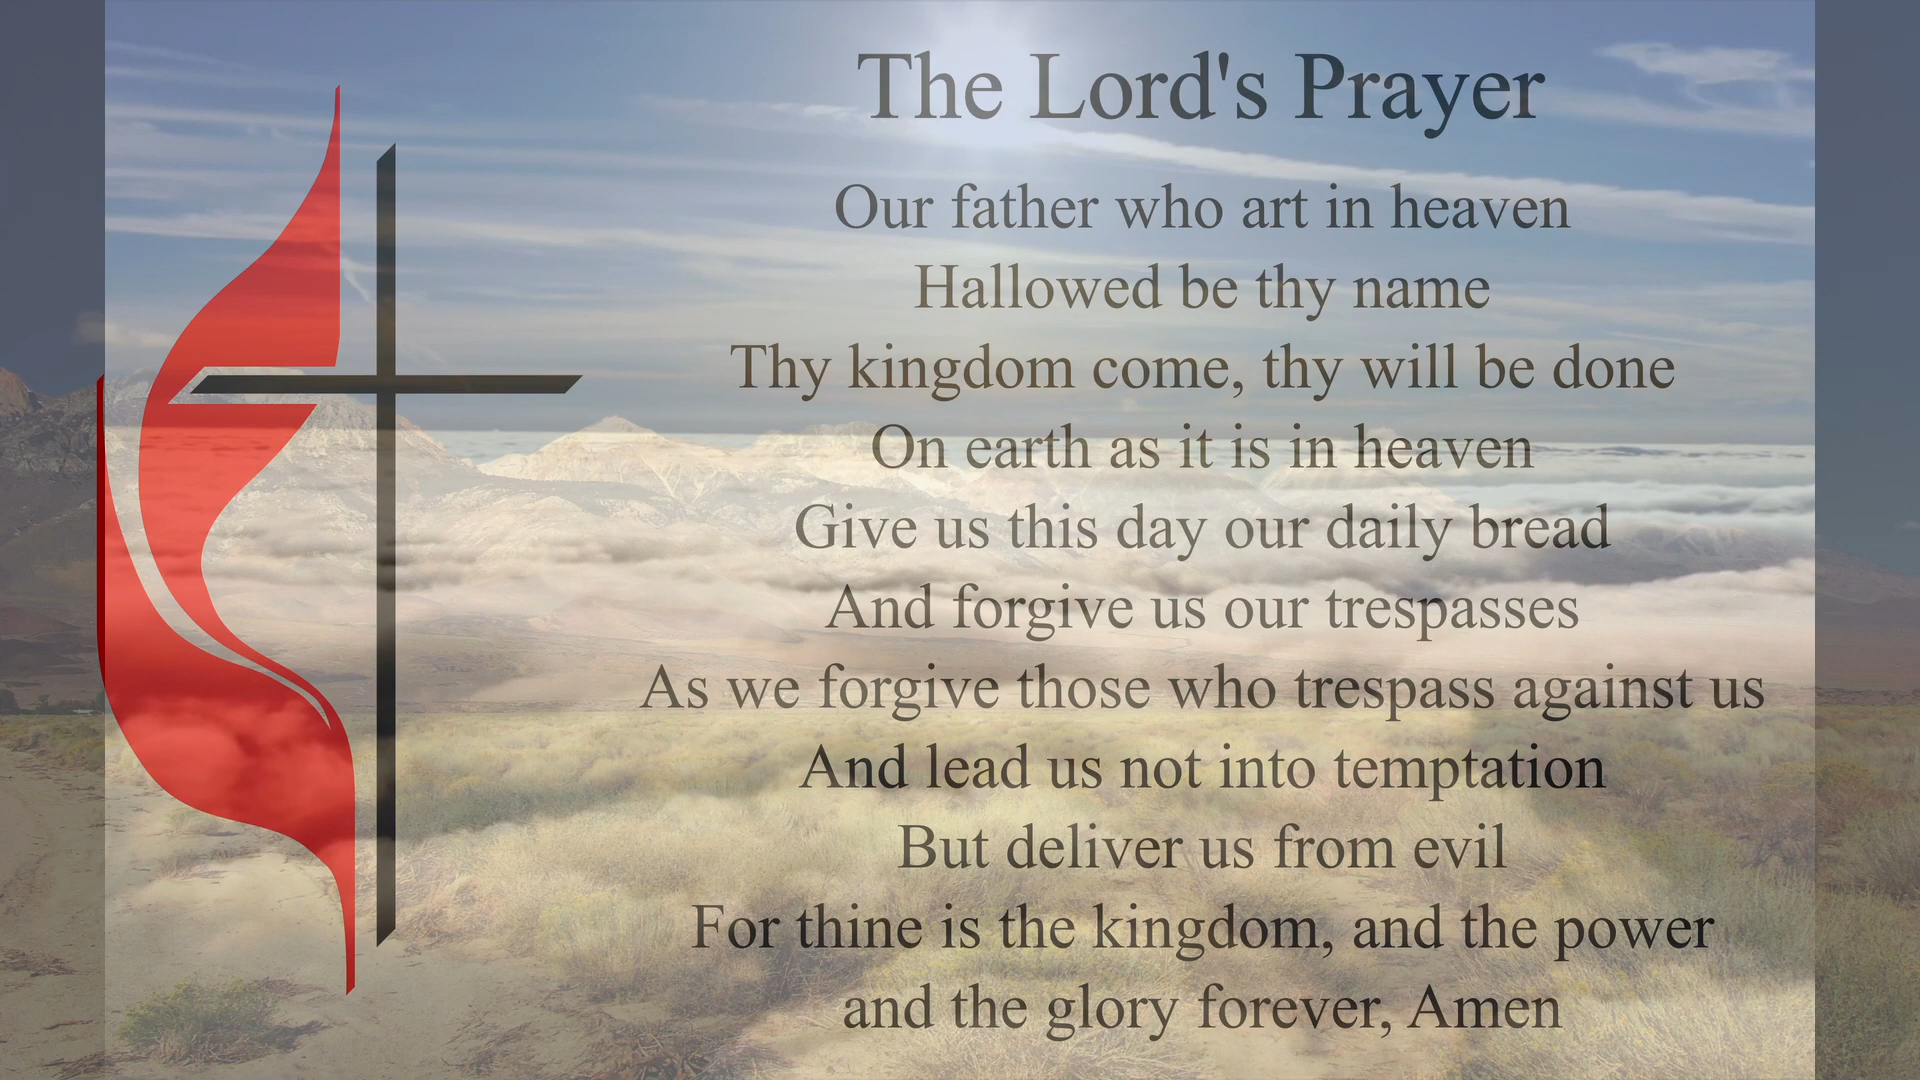 The Lord's Prayer
Our father who art in heaven
Hallowed be thy name
Thy kingdom come, thy will be done
On earth as it is in heaven
Give us this day our daily bread
And forgive us our trespasses
As we forgive those who trespass against us
And lead us not into temptation
But deliver us from evil
For thine is the kingdom, and the power
and the glory forever, Amen